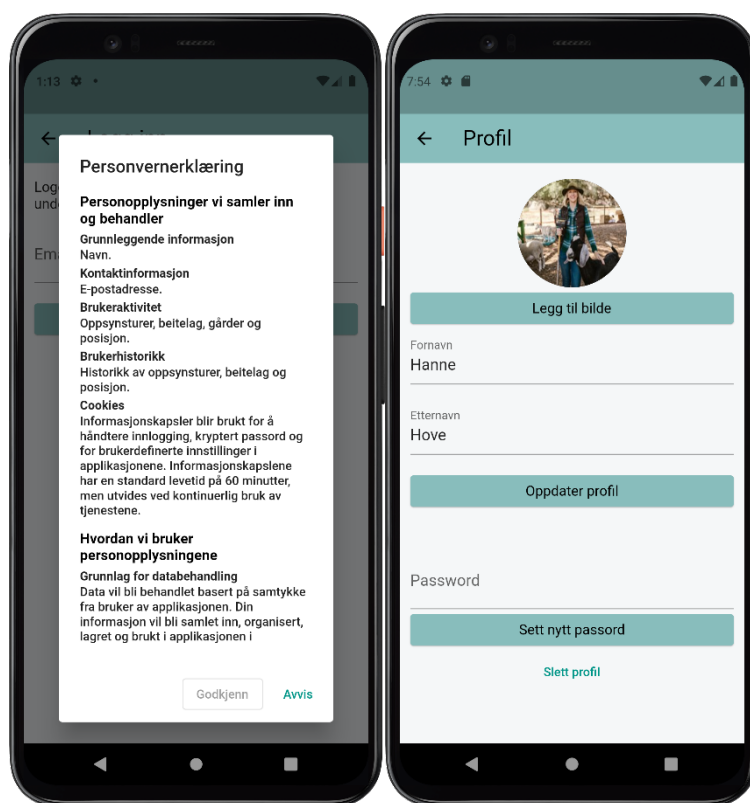 1:13
Logg inn
Personvernerklæring
Personopplysninger vi samler inn
og behandler
Grunnleggende informasjon
Navn.
Kontaktinformasjon
E-postadresse.
Brukeraktivitet
Oppsynsturer, beitelag, gårder og
posisjon.
Brukerhistorikk
Historikk av oppsynsturer, beitelag og
posisjon.
Cookies
Informasjonskapsler blir brukt for å
håndtere innlogging, kryptert passord og
for brukerdefinerte innstillinger i
applikasjonene. Informasjonskapslene
har en standard levetid på 60 minutter,
men utvides ved kontinuerlig bruk av
tjenestene.
Hvordan vi bruker
personopplysningene
Grunnlag for databehandling
Data vil bli behandlet basert på samtykke
fra bruker av applikasjonen. Din
informasjon vil bli samlet inn, organisert,
lagret og brukt i applikasjonen i
Godkjenn Avvis
7:54
Profil
Legg til bilde
Fornavn
Hanne
Etternavn
Hove
Oppdater profil
Password
Sett nytt passord
Slett profil